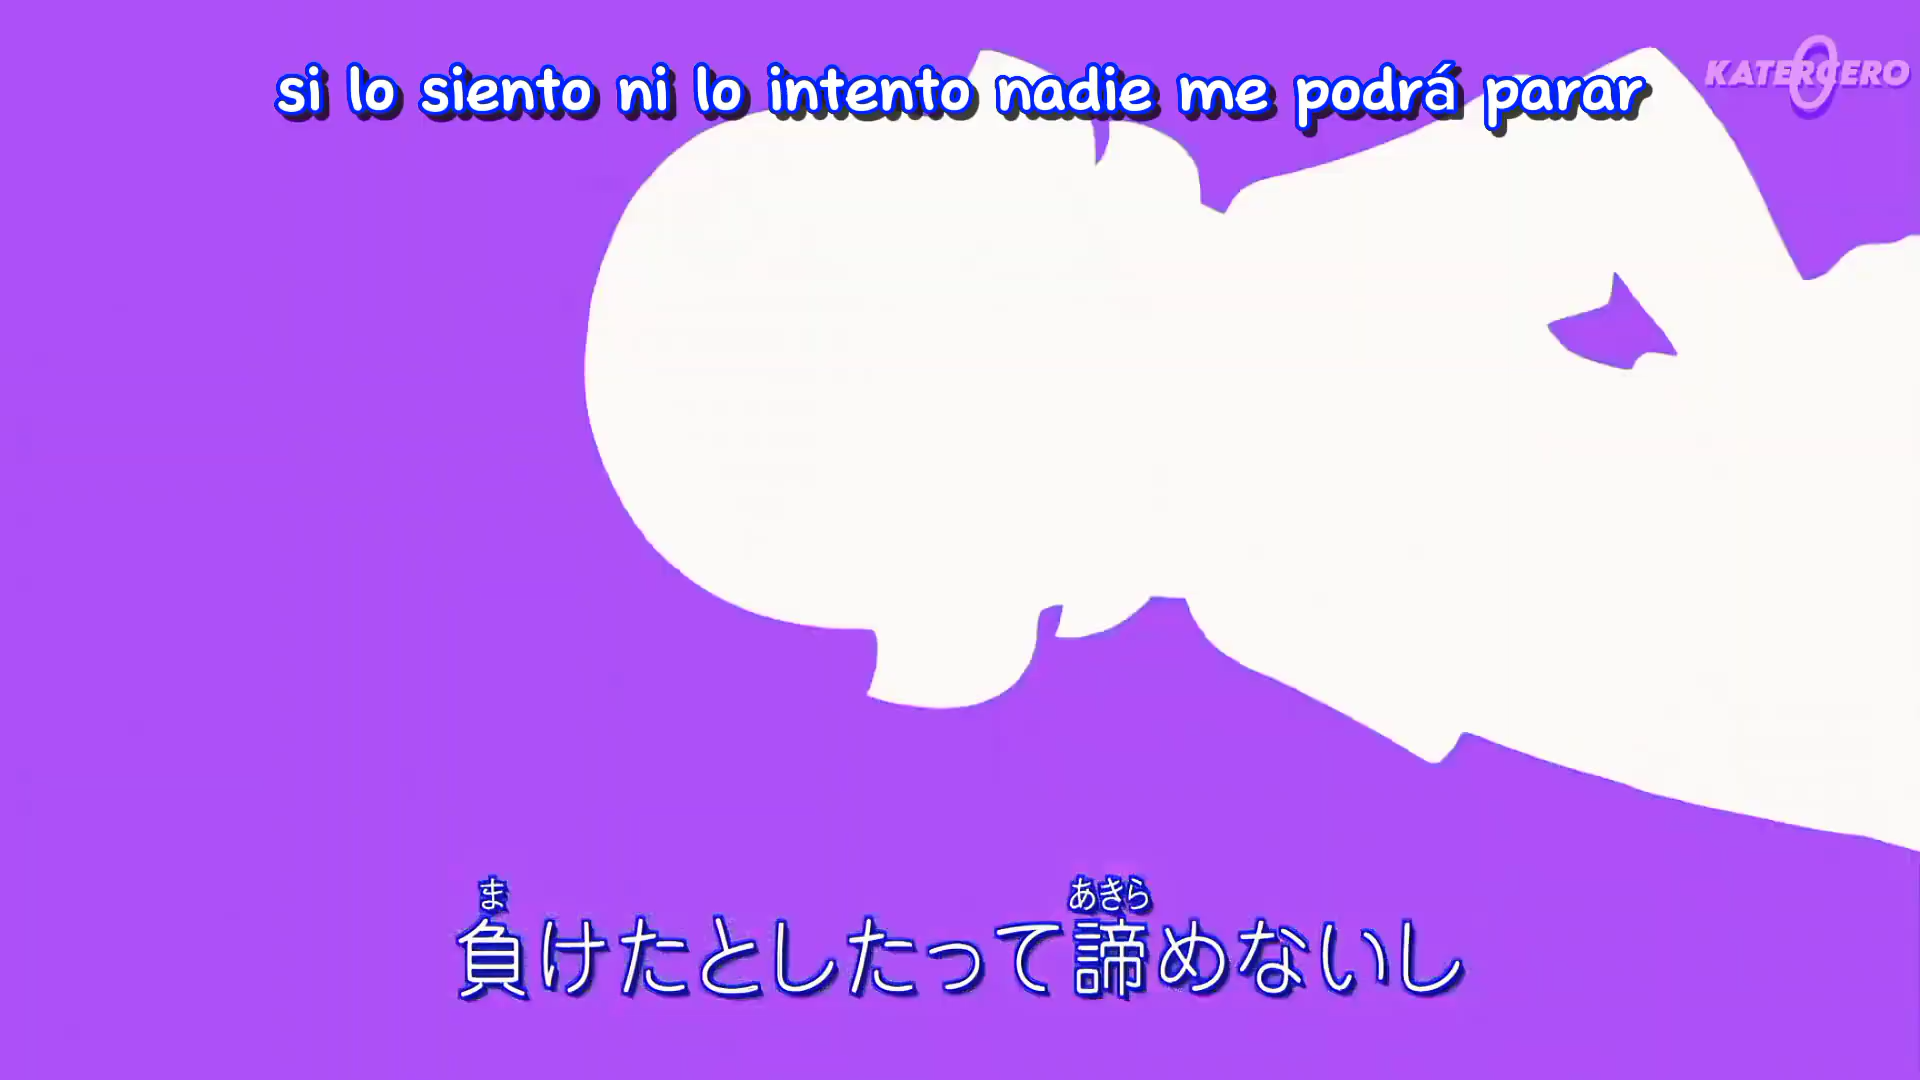 si lo siento ni lo intento nadie me podrá parar
KATERCERO
ま あきら
負けたとしたって諦めないし